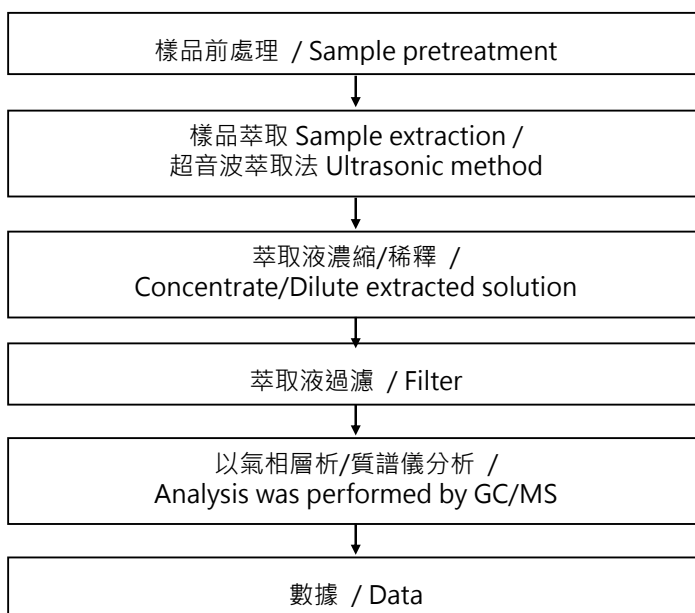 樣品前處理 / Sample pretreatment
樣品萃取 Sample extraction /
超音波萃取法 Ultrasonic method
萃取液濃縮/稀釋 /
Concentrate/Dilute extracted solution
萃取液過濾 / Filter
以氣相層析/質譜儀分析 /
Analysis was performed by GC/MS
數據 / Data